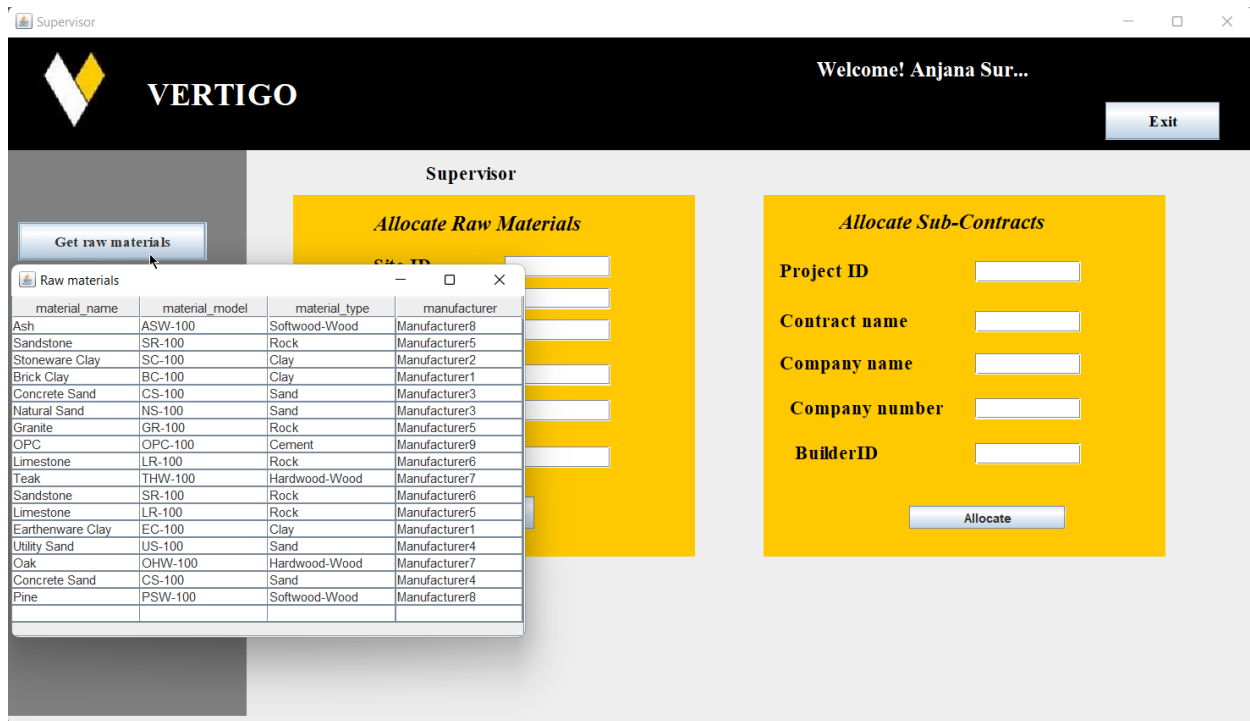 Supervisor
VERTIGO
Welcome! Anjana Sur...
Exit
Get raw materials
Supervisor
Allocate Raw Materials
Allocate Sub-Contracts
Project ID
Contract name
Company name
Company number
BuilderID
Allocate
Raw materials
material_name material_model material_type manufacturer
Ash ASW-100 Softwood-Wood Manufacturer8
Sandstone SR-100 Rock Manufacturer5
Stoneware Clay SC-100 Clay Manufacturer2
Brick Clay BC-100 Clay Manufacturer1
Concrete Sand CS-100 Sand Manufacturer3
Natural Sand NS-100 Sand Manufacturer3
Granite GR-100 Rock Manufacturer5
OPC OPC-100 Cement Manufacturer9
Limestone LR-100 Rock Manufacturer6
Teak THW-100 Hardwood-Wood Manufacturer7
Sandstone SR-100 Rock Manufacturer6
Limestone LR-100 Rock Manufacturer5
Earthenware Clay EC-100 Clay Manufacturer1
Utility Sand US-100 Sand Manufacturer4
Oak OHW-100 Hardwood-Wood Manufacturer7
Concrete Sand CS-100 Sand Manufacturer4
Pine PSW-100 Softwood-Wood Manufacturer8